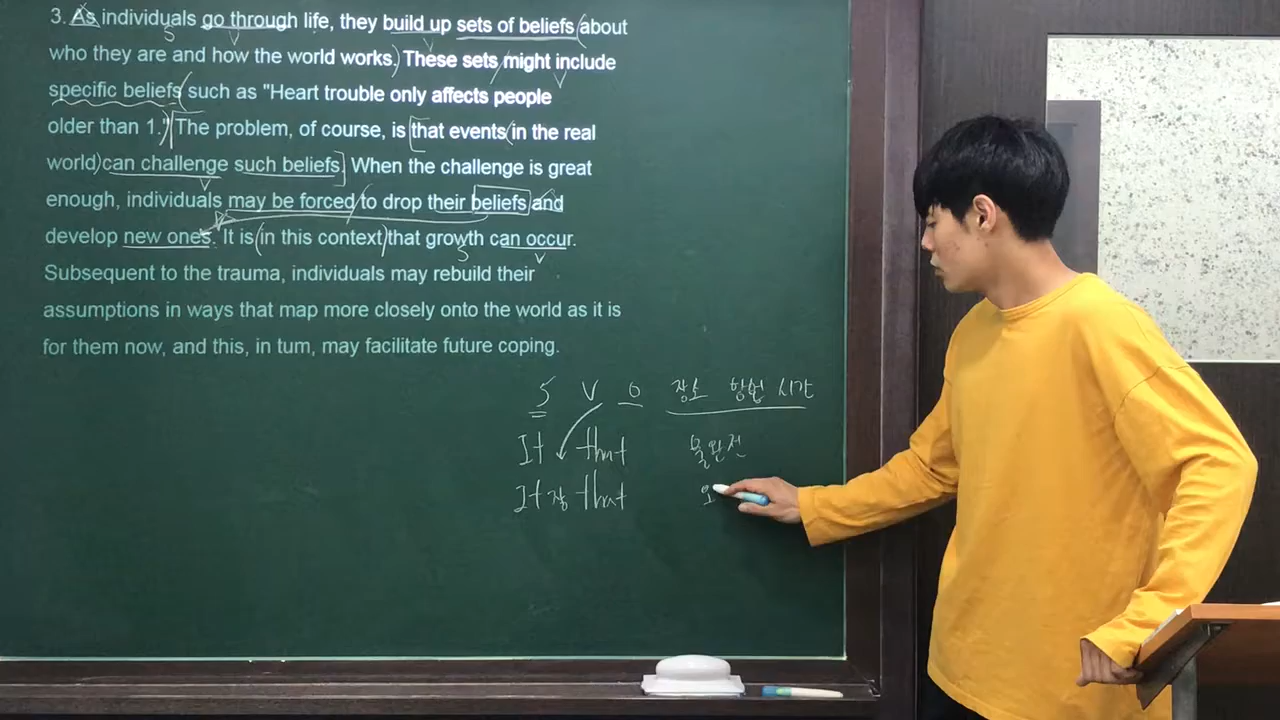 3. As individuals go through life, they build up sets of beliefs about
who they are and how the world works. These sets might include
specific beliefs such as "Heart trouble only affects people
older than 1." The problem, of course, is that events in the real
world can challenge such beliefs. When the challenge is great
enough, individuals may be forced to drop their beliefs and
develop new ones. It is in this context that growth can occur.
Subsequent to the trauma, individuals may rebuild their
assumptions in ways that map more closely onto the world as it is
for them now, and this, in tum, may facilitate future coping.
S V O 장소 방법 시간
It that 불완전
It 장 that